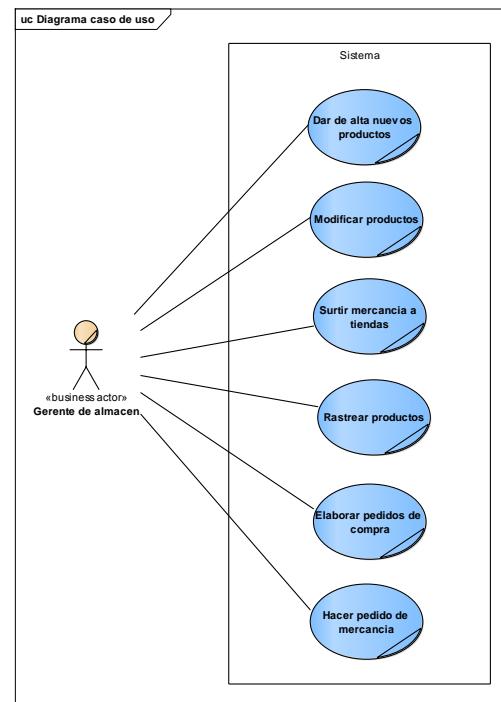 uc Diagrama caso de uso
Sistema
Dar de alta nuevos
productos
Modificar productos
Surtir mercancia a
tiendas
Rastrear productos
Elaborar pedidos de
compra
Hacer pedido de
mercancia
«business actor»
Gerente de almacen